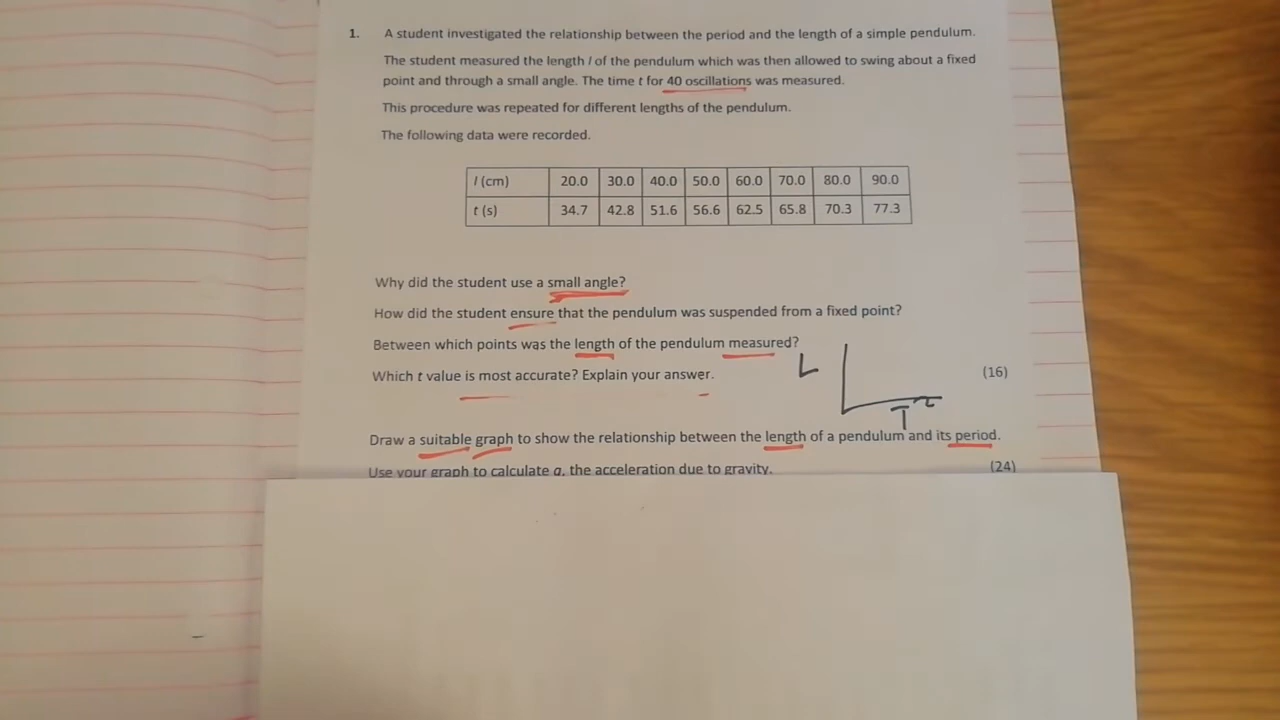 1. A student investigated the relationship between the period and the length of a simple pendulum.
The student measured the length l of the pendulum which was then allowed to swing about a fixed
point and through a small angle. The time t for 40 oscillations was measured.
This procedure was repeated for different lengths of the pendulum.
The following data were recorded.
l (cm) 20.0 30.0 40.0 50.0 60.0 70.0 80.0 90.0
t (s) 34.7 42.8 51.6 56.6 62.5 65.8 70.3 77.3
Why did the student use a small angle?
How did the student ensure that the pendulum was suspended from a fixed point?
Between which points was the length of the pendulum measured?
Which t value is most accurate? Explain your answer.
(16)
L
T
Draw a suitable graph to show the relationship between the length of a pendulum and its period.
Use your graph to calculate g, the acceleration due to gravity.
(24)